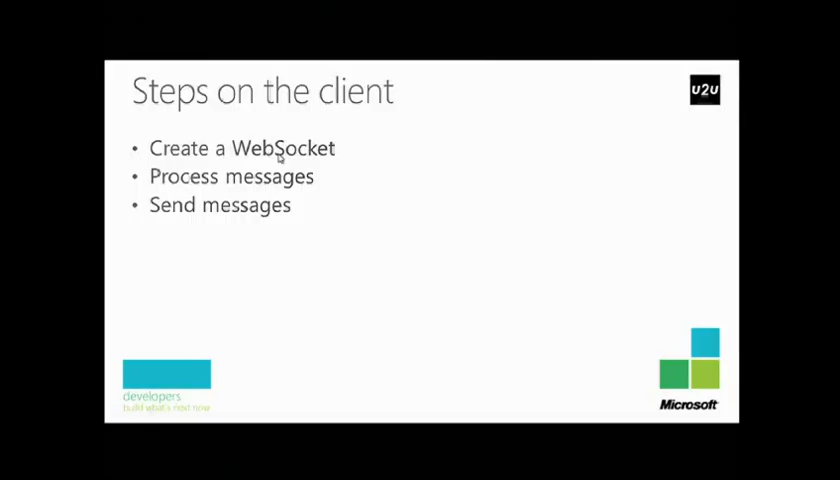 Steps on the client
U2U
• Create a WebSocket
• Process messages
• Send messages
developers
build what's next now
Microsoft